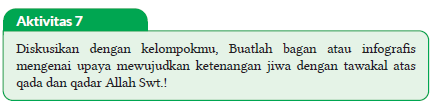 Aktivitas 7
Diskusikan dengan kelompokmu, Buatlah bagan atau infografis
mengenai upaya mewujudkan ketenangan jiwa dengan tawakal atas
qada dan qadar Allah Swt.!